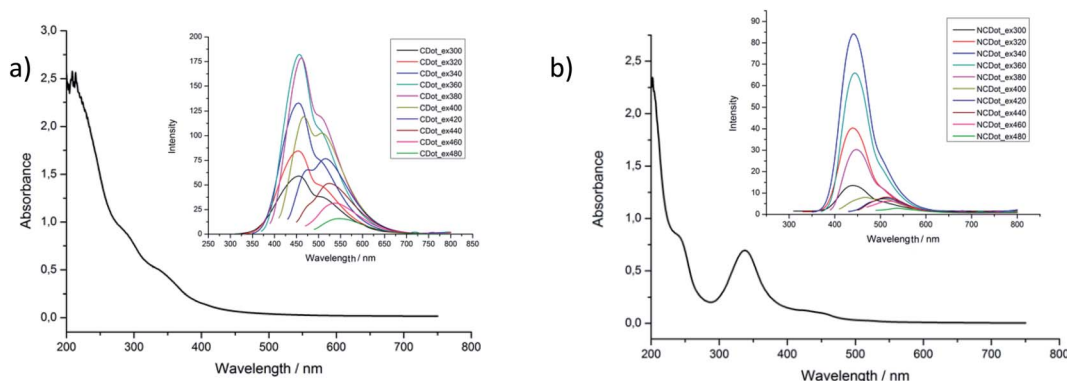 a)
Absorbance
3,0
2,5
2,0
1,5
1,0
0,5
0,0
200 300 400 500 600 700 800
Wavelength / nm
Intensity
200
175
150
125
100
75
50
25
0
250 300 350 400 450 500 550 600 650 700 750 800 850
Wavelength / nm
CDot_ex300
CDot_ex320
CDot_ex340
CDot_ex360
CDot_ex380
CDot_ex400
CDot_ex420
CDot_ex440
CDot_ex460
CDot_ex480
b)
Absorbance
2,5
2,0
1,5
1,0
0,5
0,0
200 300 400 500 600 700 800
Wavelength / nm
Intensity
90
80
70
60
50
40
30
20
10
0
300 400 500 600 700 800
Wavelength / nm
NCDot_ex300
NCDot_ex320
NCDot_ex340
NCDot_ex360
NCDot_ex380
NCDot_ex400
NCDot_ex420
NCDot_ex440
NCDot_ex460
NCDot_ex480